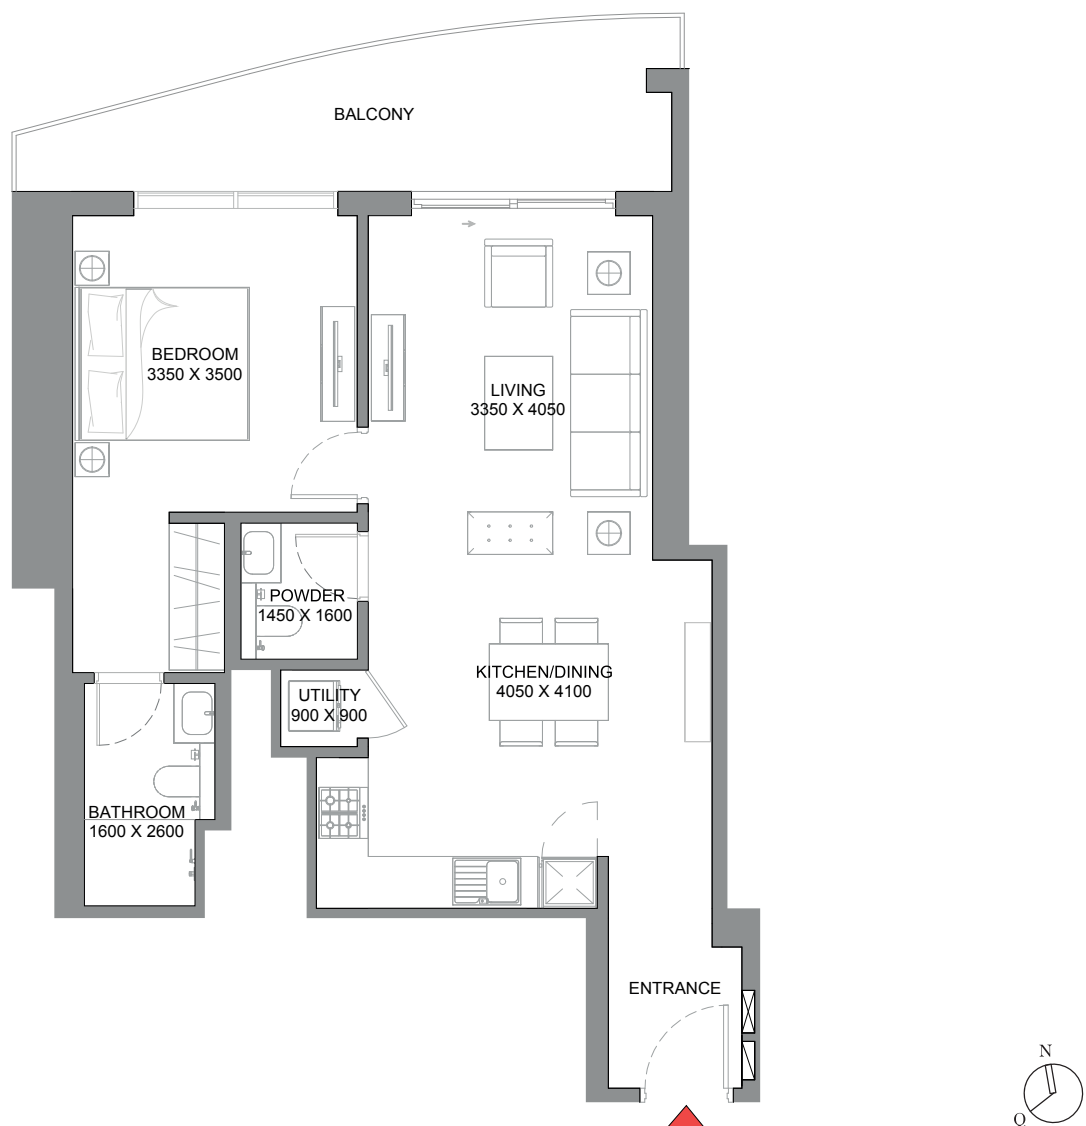 BALCONY
BEDROOM
3350 X 3500
LIVING
3350 X 4050
POWDER
1450 X 1600
KITCHEN/DINING
4050 X 4100
UTILITY
900 X 900
BATHROOM
1600 X 2600
ENTRANCE
N
Q